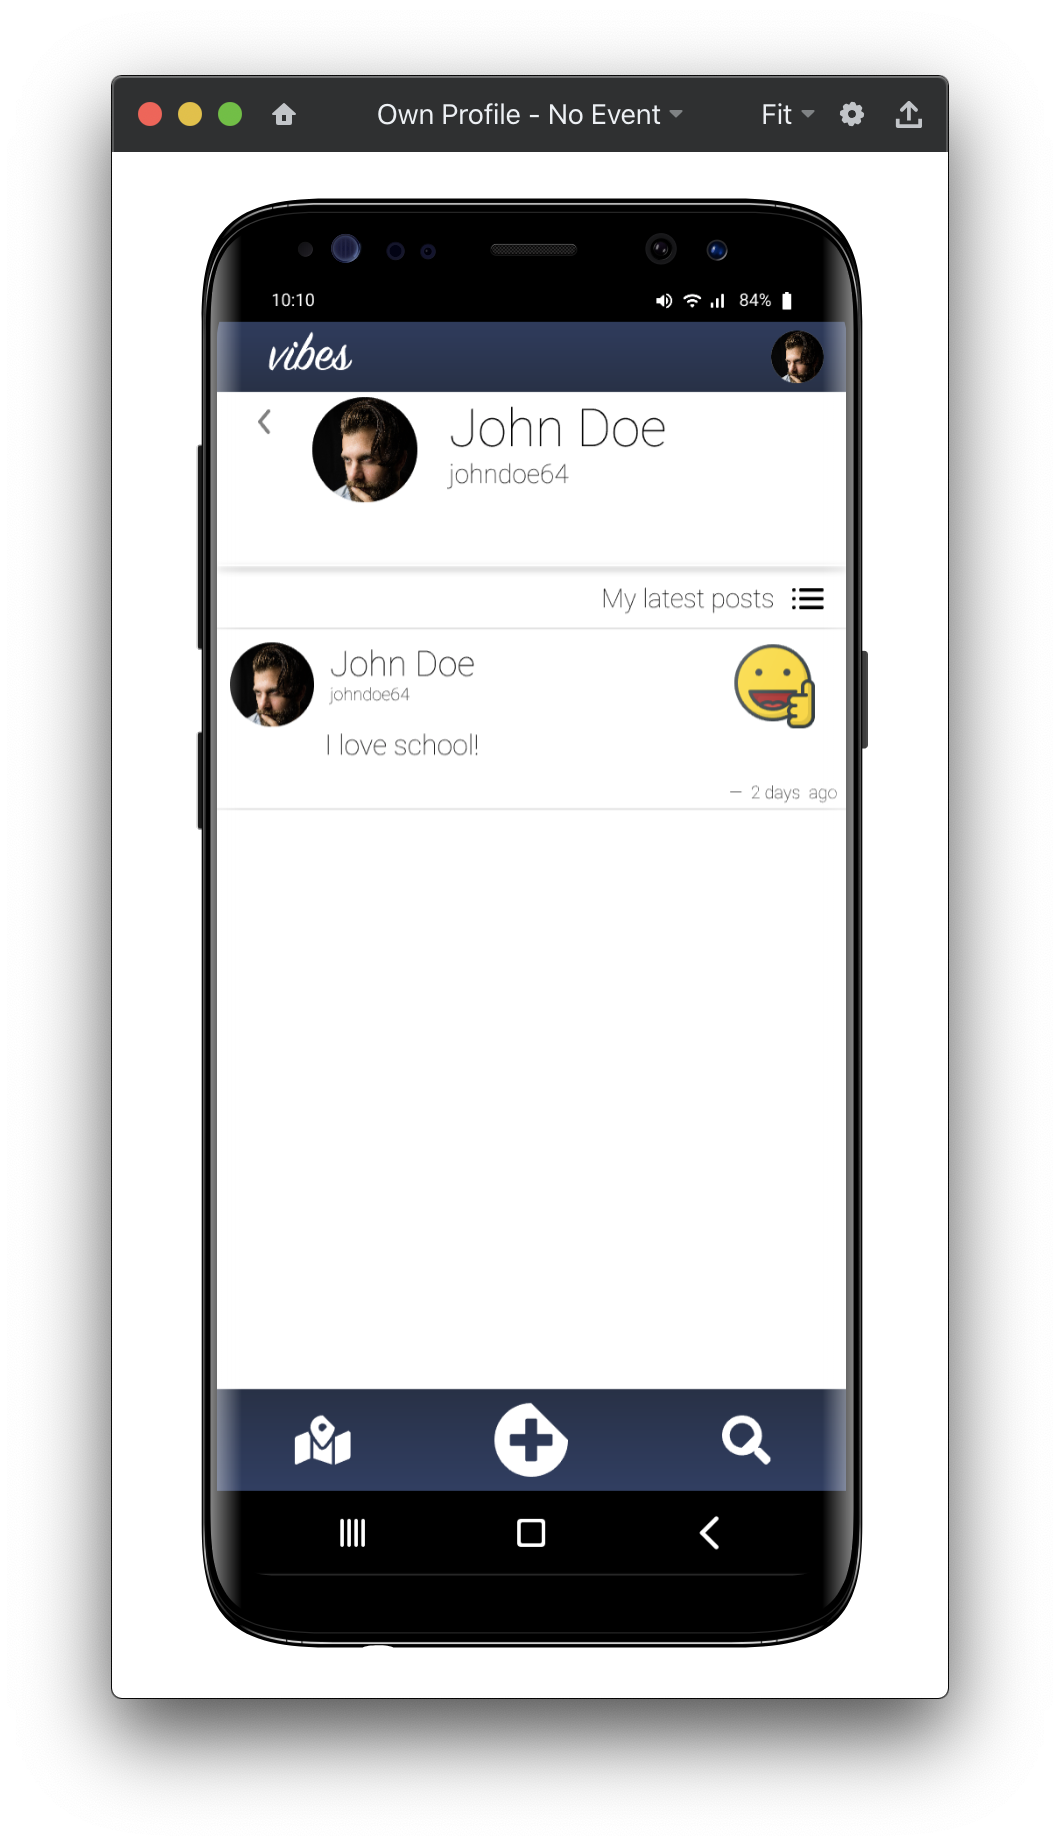 Own Profile - No Event
Fit
10:10
84%
vibes
John Doe
johndoe64
My latest posts
John Doe
johndoe64
I love school!
— 2 days ago